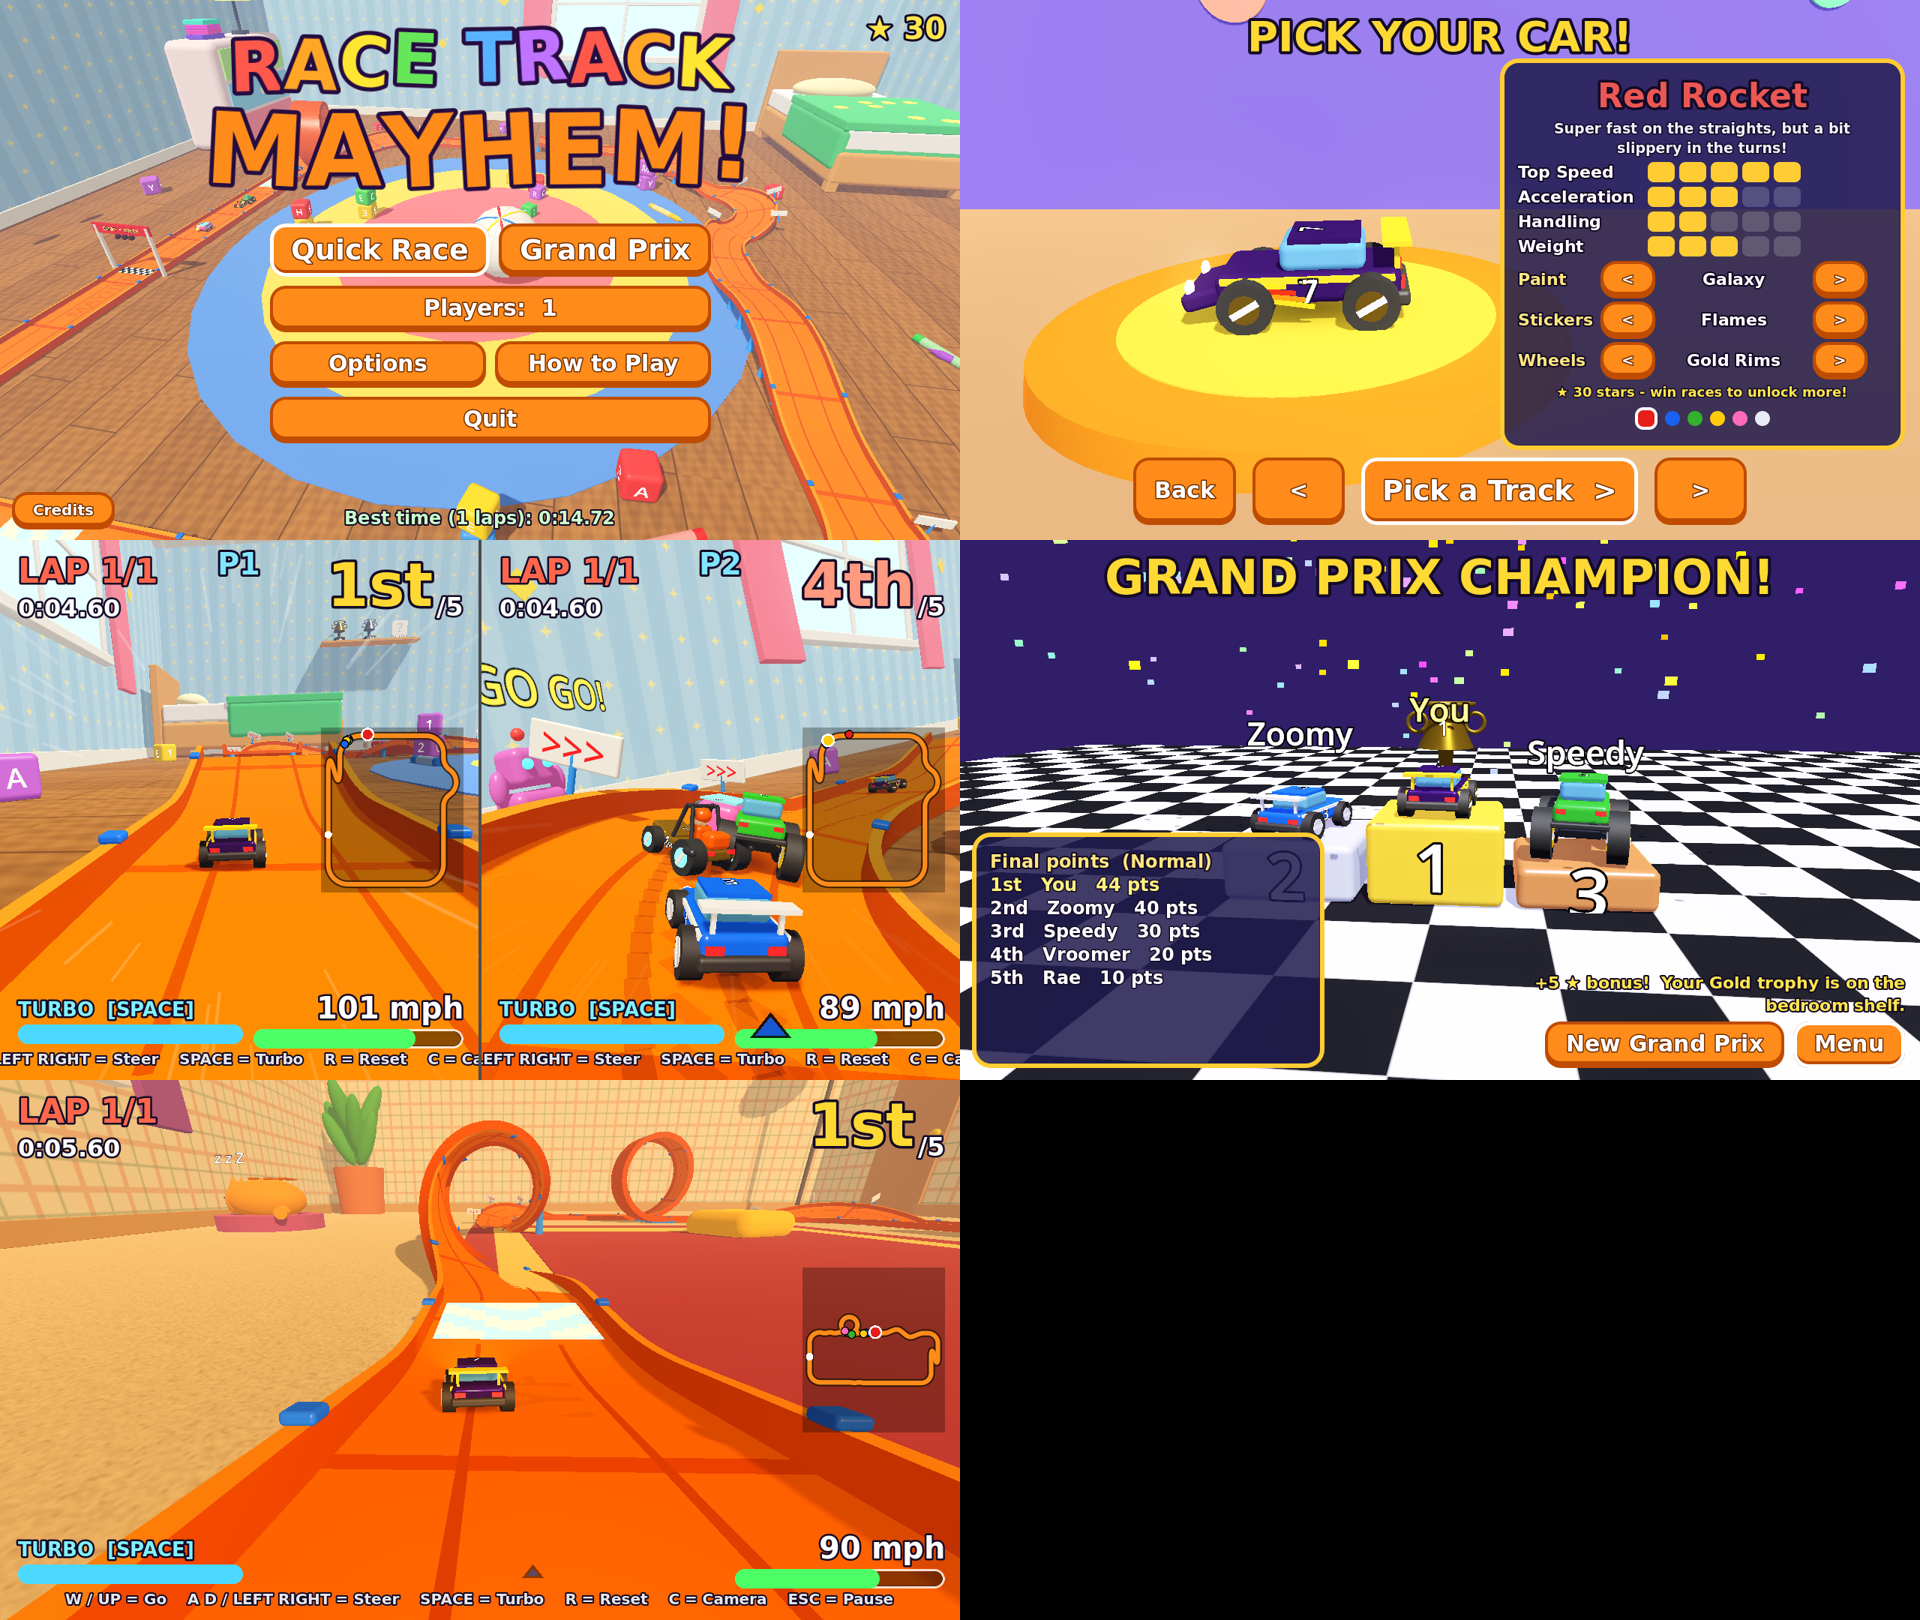 RACE TRACK
MAYHEM!
★ 30
Quick Race
Grand Prix
Players: 1
Options
How to Play
Quit
Credits
Best time (1 laps): 0:14.72
PICK YOUR CAR!
Red Rocket
Super fast on the straights, but a bit
slippery in the turns!
Top Speed
Acceleration
Handling
Weight
Paint < Galaxy >
Stickers < Flames >
Wheels < Gold Rims >
★ 30 stars - win races to unlock more!
7
Back
<
Pick a Track >
>
LAP 1/1
P1
1st/5
0:04.60
A
1
2
TURBO [SPACE]
101 mph
EFT RIGHT = Steer SPACE = Turbo R = Reset C = Ca
LAP 1/1
P2
4th/5
0:04.60
GO GO!
>>>
>>>
TURBO [SPACE]
89 mph
EFT RIGHT = Steer SPACE = Turbo R = Reset C = Ca
GRAND PRIX CHAMPION!
You
Zoomy
Speedy
1
2
3
Final points (Normal)
1st You 44 pts
2nd Zoomy 40 pts
3rd Speedy 30 pts
4th Vroomer 20 pts
5th Rae 10 pts
+5 ★ bonus! Your Gold trophy is on the
bedroom shelf.
New Grand Prix
Menu
LAP 1/1
1st/5
0:05.60
z z Z
TURBO [SPACE]
90 mph
W / UP = Go A D / LEFT RIGHT = Steer SPACE = Turbo R = Reset C = Camera ESC = Pause